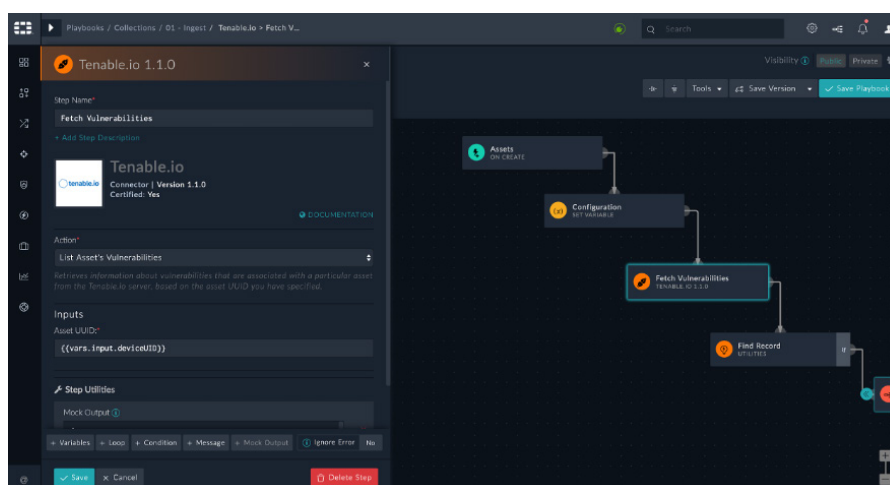 Playbooks / Collections / 01 - Ingest / Tenable.io > Fetch V...
Search
Tenable.io 1.1.0
×
Visibility
Public
Private
Tools
Save Version
Save Playbook
Step Name*
Fetch Vulnerabilities
+ Add Step Description
tenable.io
Tenable.io
Connector | Version 1.1.0
Certified: Yes
DOCUMENTATION
Action*
List Asset's Vulnerabilities
Retrieves information about vulnerabilities that are associated with a particular asset
from the Tenable.io server, based on the asset UUID you have specified.
Inputs
Asset UUID:*
{{vars.input.deviceUID}}
Step Utilities
Mock Output
+ Variables + Loop + Condition + Message + Mock Output Ignore Error No
Save × Cancel Delete Step
Assets
ON CREATE
Configuration
SET VARIABLE
Fetch Vulnerabilities
TENABLE.IO 1.1.0
Find Record
UTILITIES
IF